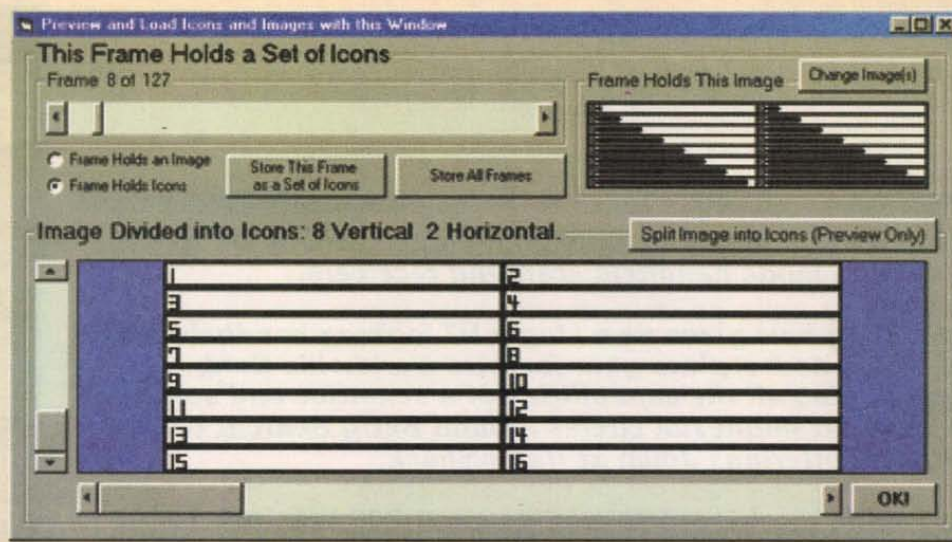 Preview and Load Icons and Images with this Window
This Frame Holds a Set of Icons
Frame 8 of 127
Frame Holds This Image
Change Image(s)
Frame Holds an Image
Frame Holds Icons
Store This Frame
as a Set of Icons
Store All Frames
Image Divided into Icons: 8 Vertical 2 Horizontal.
Split Image into Icons (Preview Only)
1 2
3 4
5 6
7 8
9 10
11 12
13 14
15 16
OK!